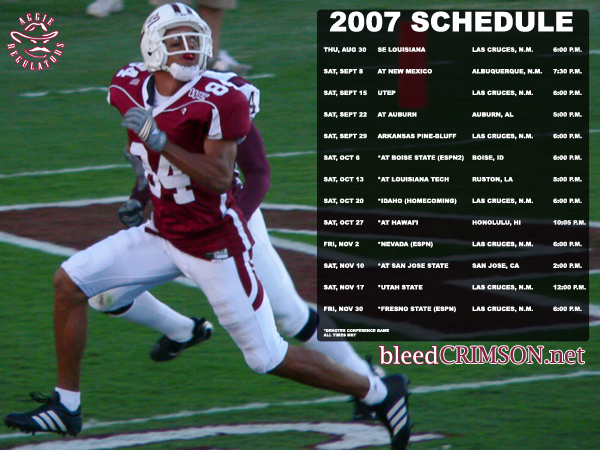 AGGIE
REGULATORS
2007 SCHEDULE
THU, AUG 30 SE LOUISIANA LAS CRUCES, N.M. 6:00 P.M.
SAT, SEPT 8 AT NEW MEXICO ALBUQUERQUE, N.M. 7:30 P.M.
SAT, SEPT 15 UTEP LAS CRUCES, N.M. 6:00 P.M.
SAT, SEPT 22 AT AUBURN AUBURN, AL 5:00 P.M.
SAT, SEPT 29 ARKANSAS PINE-BLUFF LAS CRUCES, N.M. 6:00 P.M.
SAT, OCT 6 *AT BOISE STATE (ESPN2) BOISE, ID 6:00 P.M.
SAT, OCT 13 *AT LOUISIANA TECH RUSTON, LA 5:00 P.M.
SAT, OCT 20 *IDAHO (HOMECOMING) LAS CRUCES, N.M. 6:00 P.M.
SAT, OCT 27 *AT HAWAI'I HONOLULU, HI 10:05 P.M.
FRI, NOV 2 *NEVADA (ESPN) LAS CRUCES, N.M. 6:00 P.M.
SAT, NOV 10 *AT SAN JOSE STATE SAN JOSE, CA 2:00 P.M.
SAT, NOV 17 *UTAH STATE LAS CRUCES, N.M. 12:00 P.M.
FRI, NOV 30 *FRESNO STATE (ESPN) LAS CRUCES, N.M. 6:00 P.M.
*DENOTES CONFERENCE GAME
ALL TIMES MST
bleedCRIMSON.net
84
84